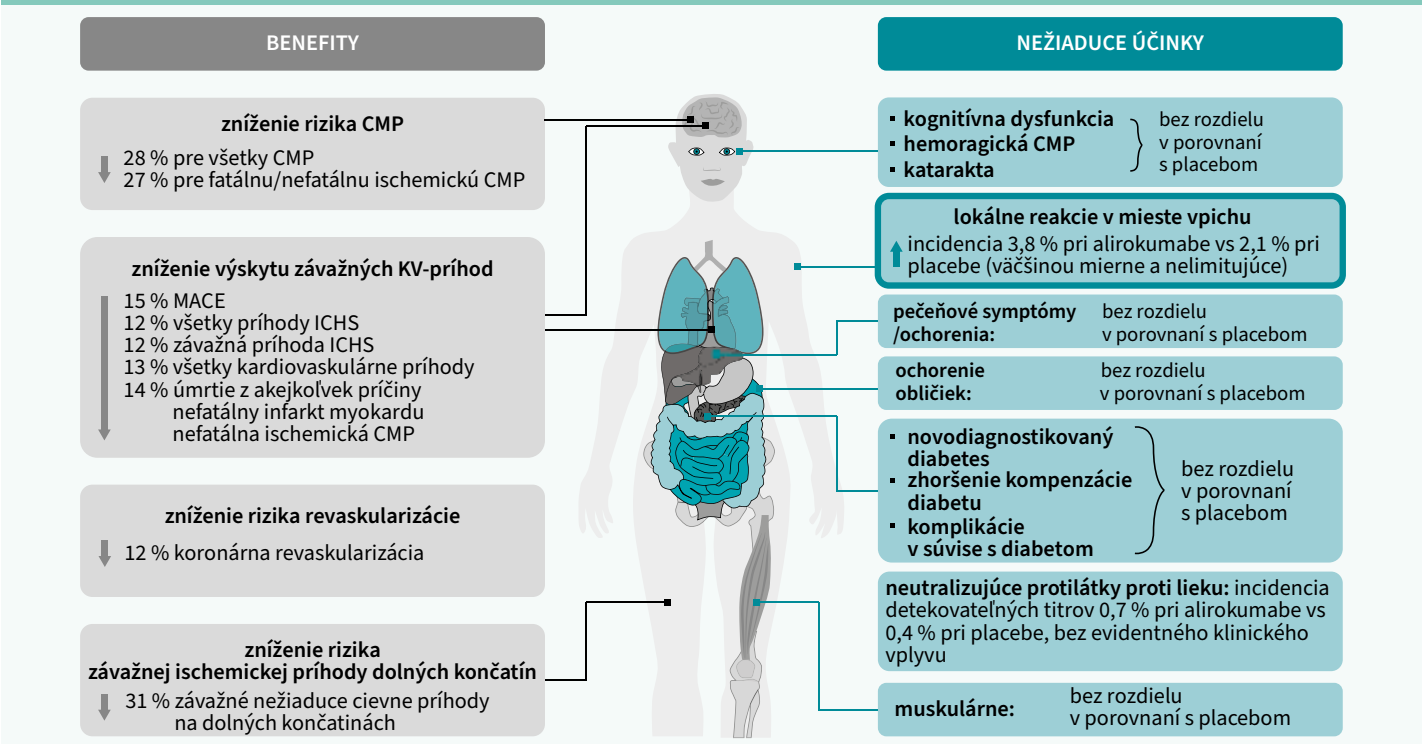 BENEFITY
zníženie rizika CMP
28 % pre všetky CMP
27 % pre fatálnu/nefatálnu ischemickú CMP
zníženie výskytu závažných KV-príhod
15 % MACE
12 % všetky príhody ICHS
12 % závažná príhoda ICHS
13 % všetky kardiovaskulárne príhody
14 % úmrtie z akejkoľvek príčiny
nefatálny infarkt myokardu
nefatálna ischemická CMP
zníženie rizika revaskularizácie
12 % koronárna revaskularizácia
zníženie rizika
závažnej ischemickej príhody dolných končatín
31 % závažné nežiaduce cievne príhody
na dolných končatinách
NEŽIADUCE ÚČINKY
▪ kognitívna dysfunkcia
▪ hemoragická CMP
▪ katarakta
bez rozdielu
v porovnaní
s placebom
lokálne reakcie v mieste vpichu
incidencia 3,8 % pri alirokumabe vs 2,1 % pri
placebe (väčšinou mierne a nelimitujúce)
pečeňové symptómy
/ochorenia:
bez rozdielu
v porovnaní s placebom
ochorenie
obličiek:
bez rozdielu
v porovnaní s placebom
▪ novodiagnostikovaný
diabetes
▪ zhoršenie kompenzácie
diabetu
▪ komplikácie
v súvise s diabetom
bez rozdielu
v porovnaní
s placebom
neutralizujúce protilátky proti lieku: incidencia
detekovateľných titrov 0,7 % pri alirokumabe vs
0,4 % pri placebe, bez evidentného klinického
vplyvu
muskulárne:
bez rozdielu
v porovnaní s placebom